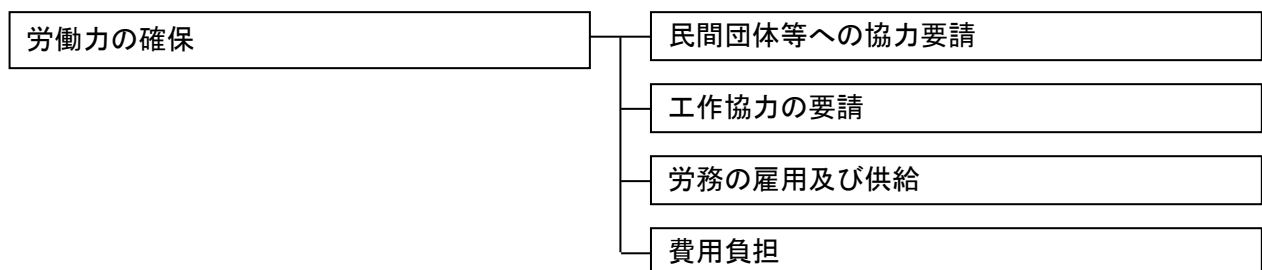 労働力の確保
民間団体等への協力要請
工作協力の要請
労務の雇用及び供給
費用負担